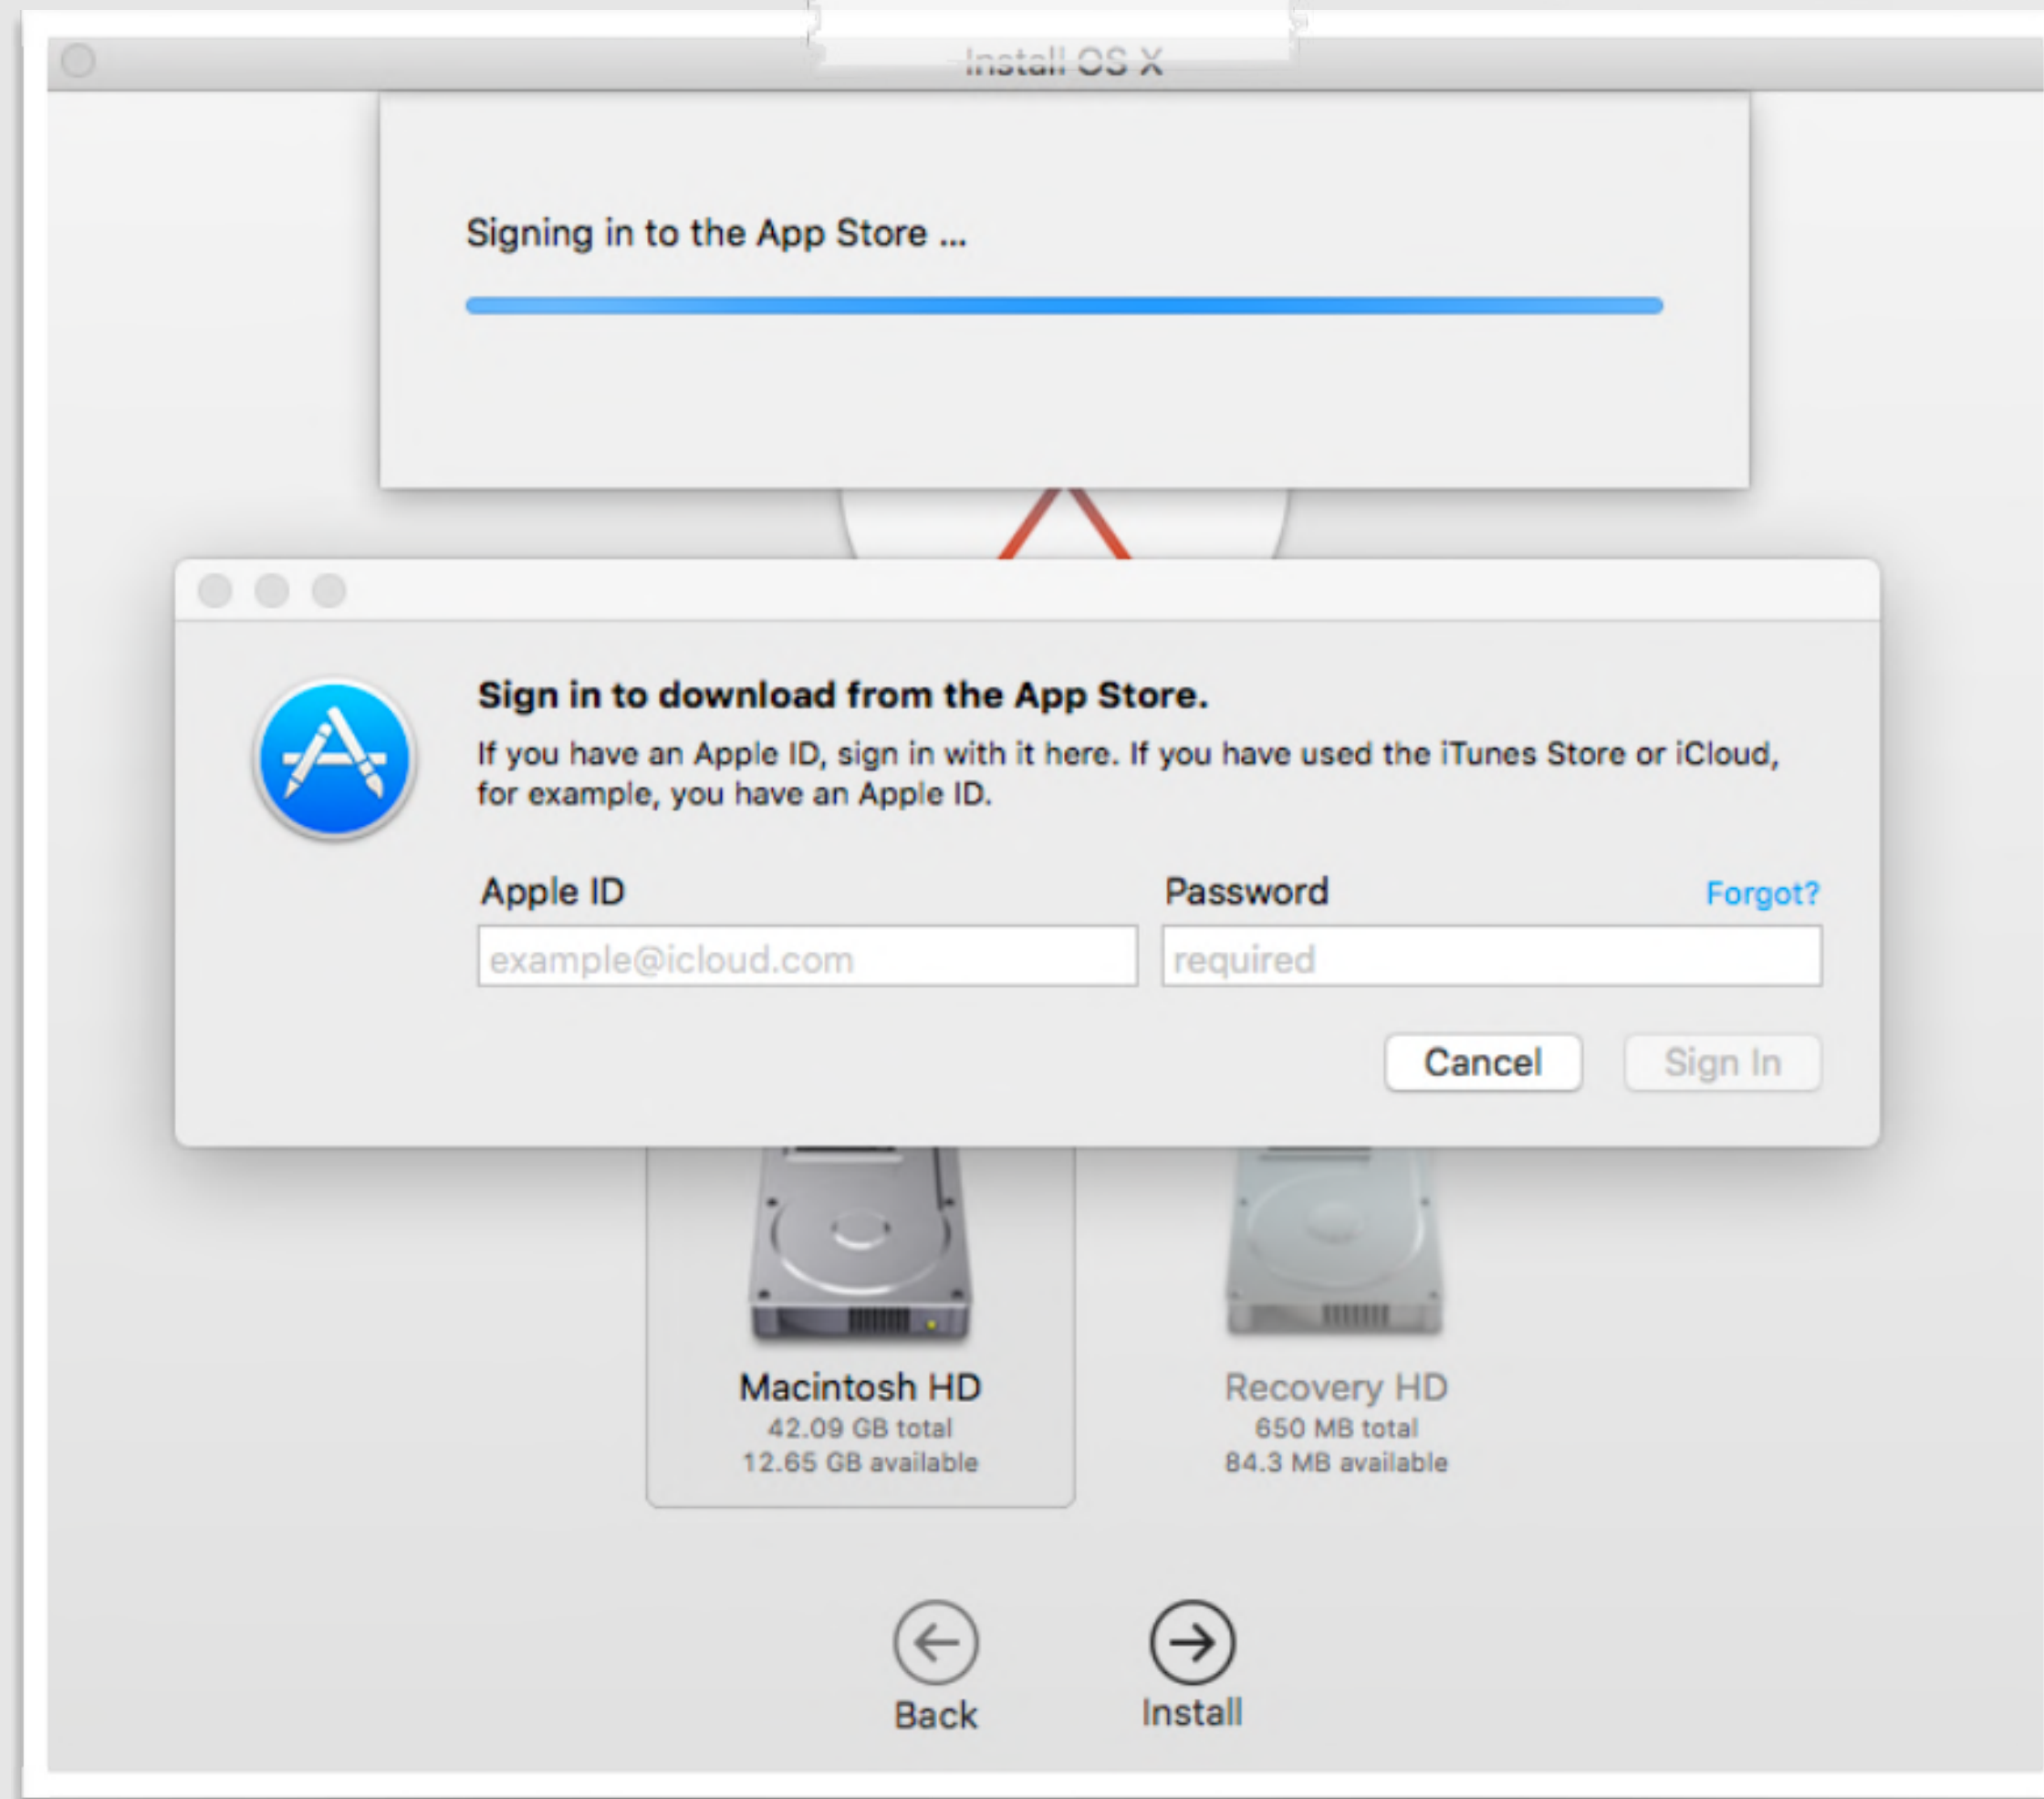 Install OS X
Signing in to the App Store ...
Sign in to download from the App Store.
If you have an Apple ID, sign in with it here. If you have used the iTunes Store or iCloud,
for example, you have an Apple ID.
Apple ID
Password
Forgot?
example@icloud.com
required
Cancel
Sign In
Macintosh HD
42.09 GB total
12.65 GB available
Recovery HD
650 MB total
84.3 MB available
Back
Install